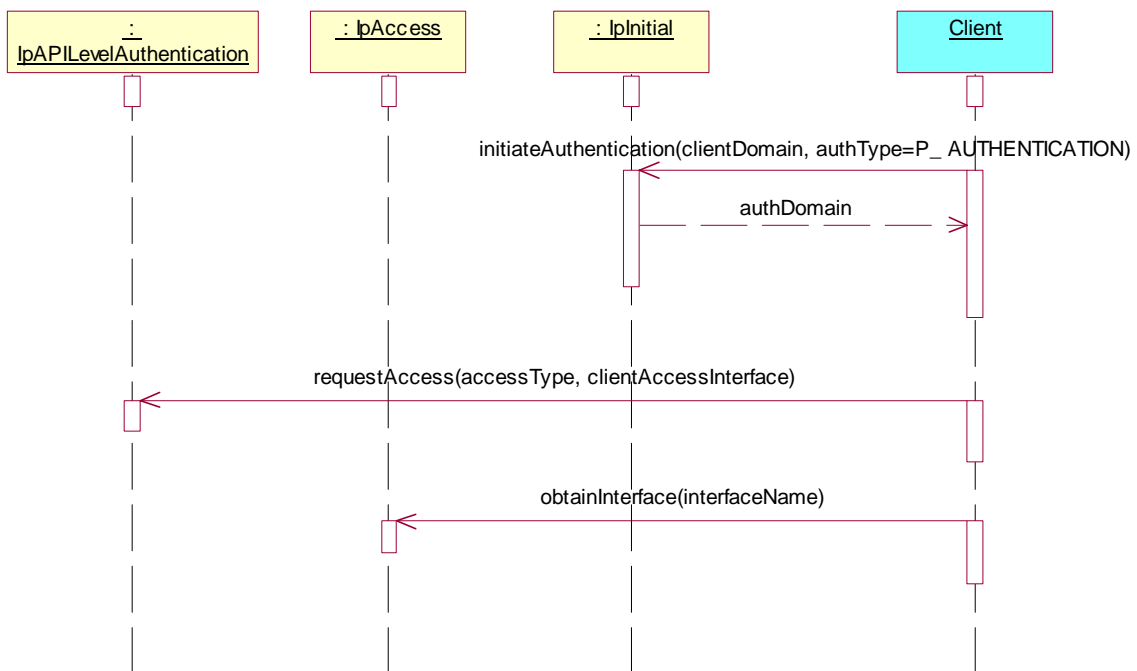 :
IpAPILevelAuthentication
: IpAccess
: IpInitial
Client
initiateAuthentication(clientDomain, authType=P_ AUTHENTICATION)
authDomain
requestAccess(accessType, clientAccessInterface)
obtainInterface(interfaceName)